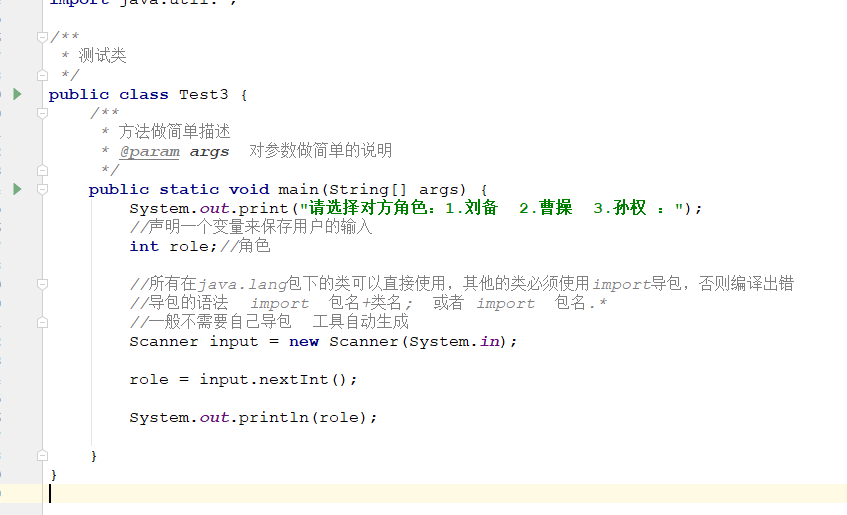 import java.util.*;
/**
* 测试类
*/
public class Test3 {
/**
* 方法做简单描述
* @param args 对参数做简单的说明
*/
public static void main(String[] args) {
System.out.print("请选择对方角色：1.刘备 2.曹操 3.孙权 ：");
//声明一个变量来保存用户的输入
int role;//角色
//所有在java.lang包下的类可以直接使用，其他的类必须使用import导包，否则编译出错
//导包的语法 import 包名+类名; 或者 import 包名.*
//一般不需要自己导包 工具自动生成
Scanner input = new Scanner(System.in);
role = input.nextInt();
System.out.println(role);
}
}